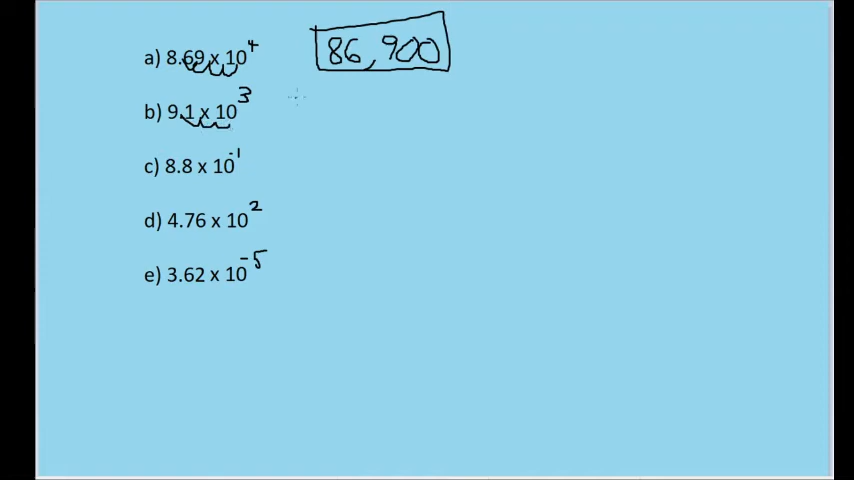 a) 8.69 x 10⁴ 86,900
b) 9.1 x 10³
c) 8.8 x 10⁻¹
d) 4.76 x 10²
e) 3.62 x 10⁻⁵